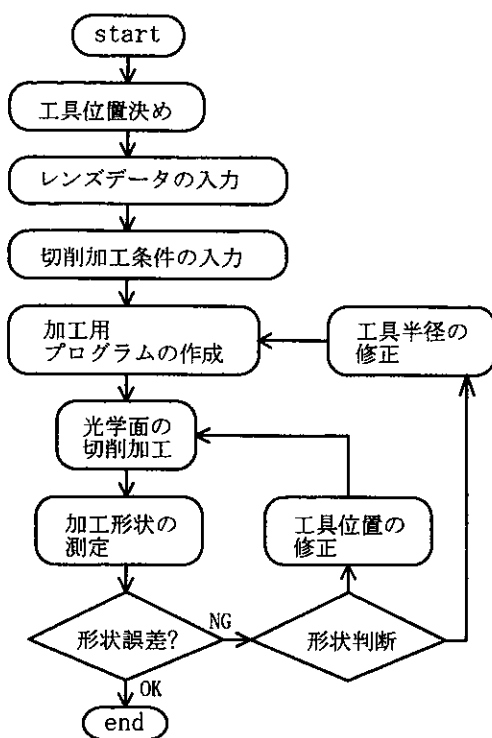 start
工具位置決め
レンズデータの入力
切削加工条件の入力
加工用
プログラムの作成
工具半径の
修正
光学面の
切削加工
加工形状の
測定
工具位置の
修正
形状誤差?
NG
形状判断
OK
end